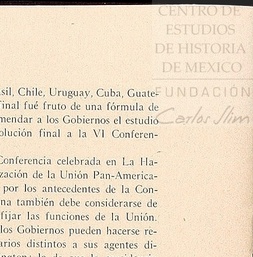 CENTRO DE
ESTUDIOS
DE HISTORIA
DE MEXICO
FUNDACIÓN
Carlos Slim
sil, Chile, Uruguay, Cuba, Guate-
final fué fruto de una fórmula de
mendar a los Gobiernos el estudio
olución final a la VI Conferen-
Conferencia celebrada en La Ha-
zación de la Unión Pan-America-
por los antecedentes de la Con-
na también debe considerarse de
fijar las funciones de la Unión.
los Gobiernos pueden hacerse re-
arios distintos a sus agentes di-